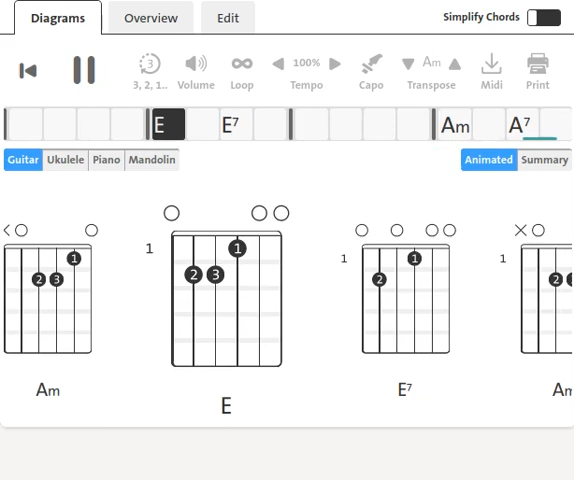 Diagrams Overview Edit Simplify Chords
3
100%
Am
3, 2, 1.. Volume Loop Tempo Capo Transpose Midi Print
E E7 Am A7
Guitar Ukulele Piano Mandolin Animated Summary
1 1 1
1 1 1
2 3 2 3 2 2 3
Am E E7 Am